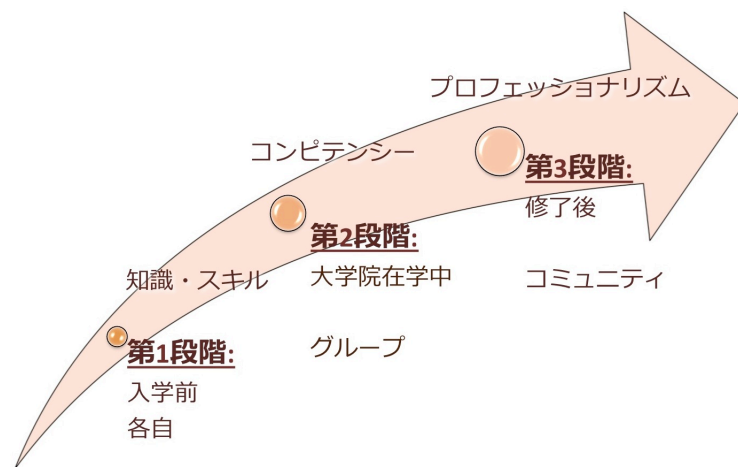 プロフェッショナリズム
コンピテンシー
第3段階:
修了後
第2段階:
知識・スキル
大学院在学中
コミュニティ
グループ
第1段階:
入学前
各自